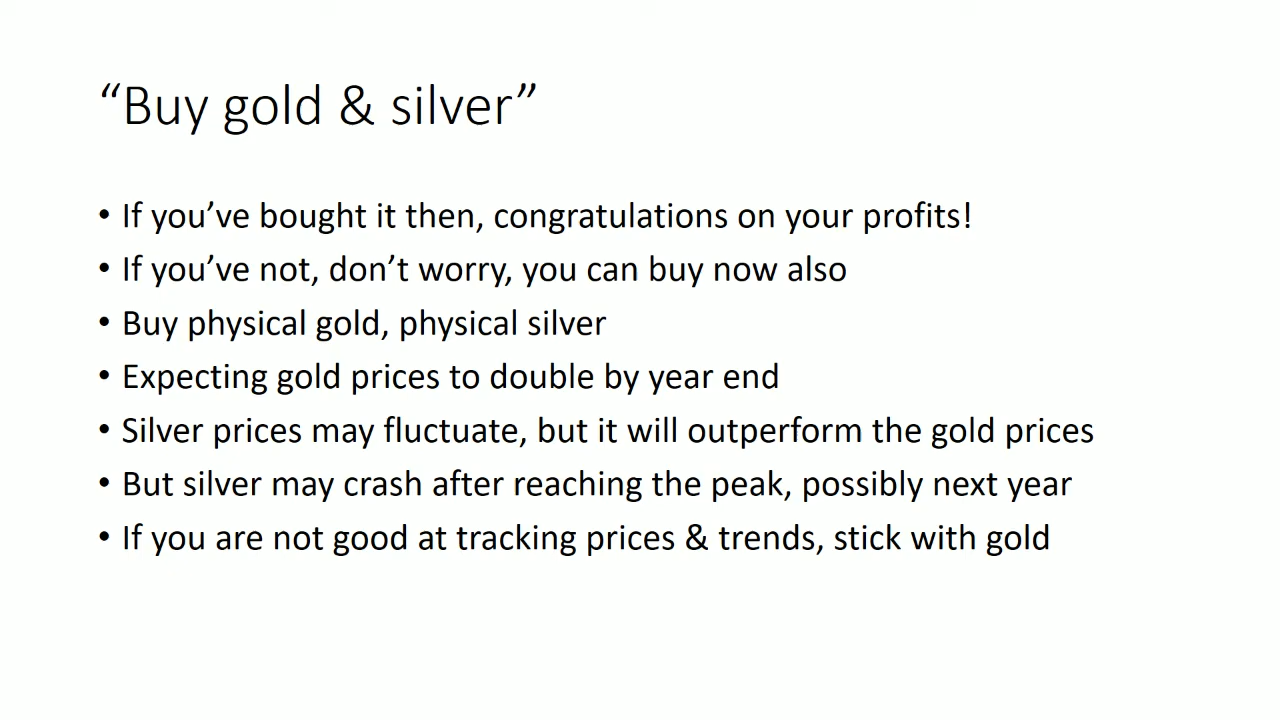 “Buy gold & silver”
• If you’ve bought it then, congratulations on your profits!
• If you’ve not, don’t worry, you can buy now also
• Buy physical gold, physical silver
• Expecting gold prices to double by year end
• Silver prices may fluctuate, but it will outperform the gold prices
• But silver may crash after reaching the peak, possibly next year
• If you are not good at tracking prices & trends, stick with gold